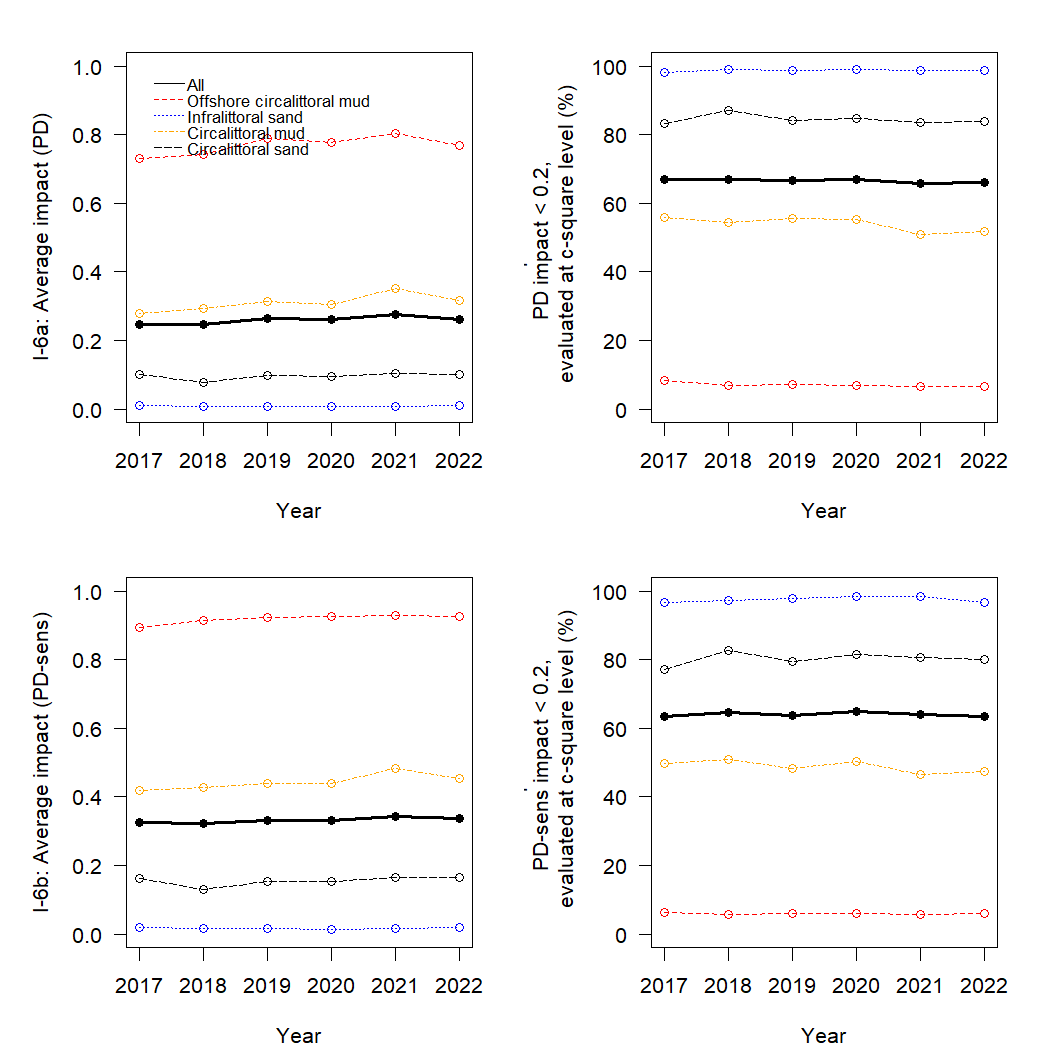 I-6a: Average impact (PD)
1.0
0.8
0.6
0.4
0.2
0.0
All
Offshore circalittoral mud
Infralittoral sand
Circalittoral mud
Circalittoral sand
2017 2018 2019 2020 2021 2022
Year
PD impact < 0.2,
evaluated at c-square level (%)
100
80
60
40
20
0
2017 2018 2019 2020 2021 2022
Year
I-6b: Average impact (PD-sens)
1.0
0.8
0.6
0.4
0.2
0.0
2017 2018 2019 2020 2021 2022
Year
PD-sens impact < 0.2,
evaluated at c-square level (%)
100
80
60
40
20
0
2017 2018 2019 2020 2021 2022
Year